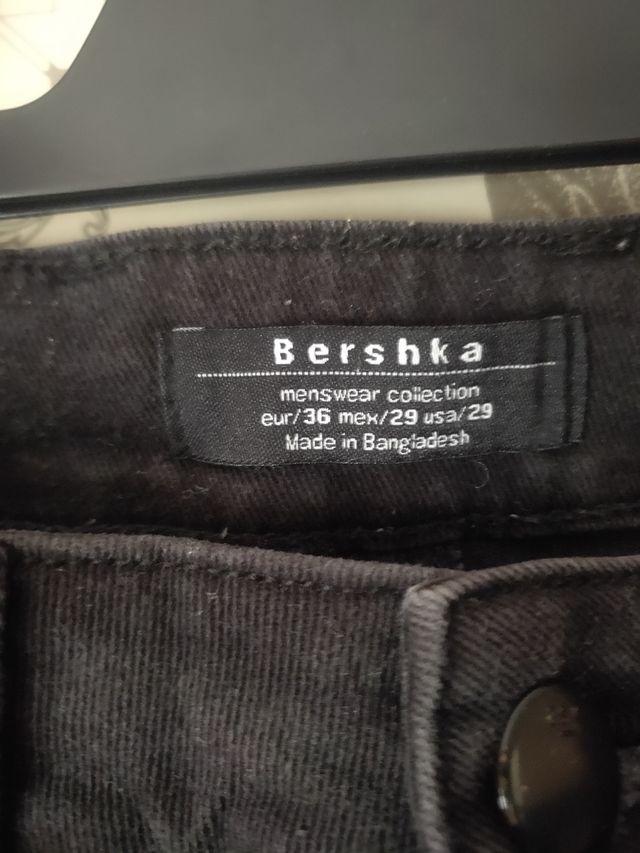 Bershka
menswear collection
eur/36 mex/29 usa/29
Made in Bangladesh